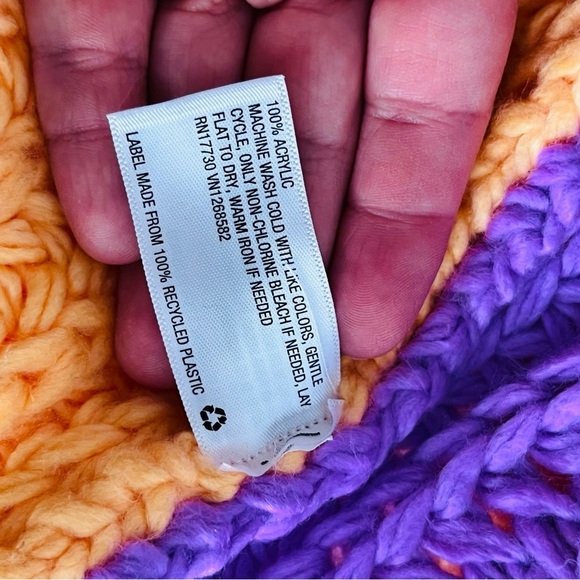 100% ACRYLIC
MACHINE WASH COLD WITH LIKE COLORS, GENTLE
CYCLE, ONLY NON-CHLORINE BLEACH IF NEEDED, LAY
FLAT TO DRY, WARM IRON IF NEEDED
RN17730 VN1268582
LABEL MADE FROM 100% RECYCLED PLASTIC